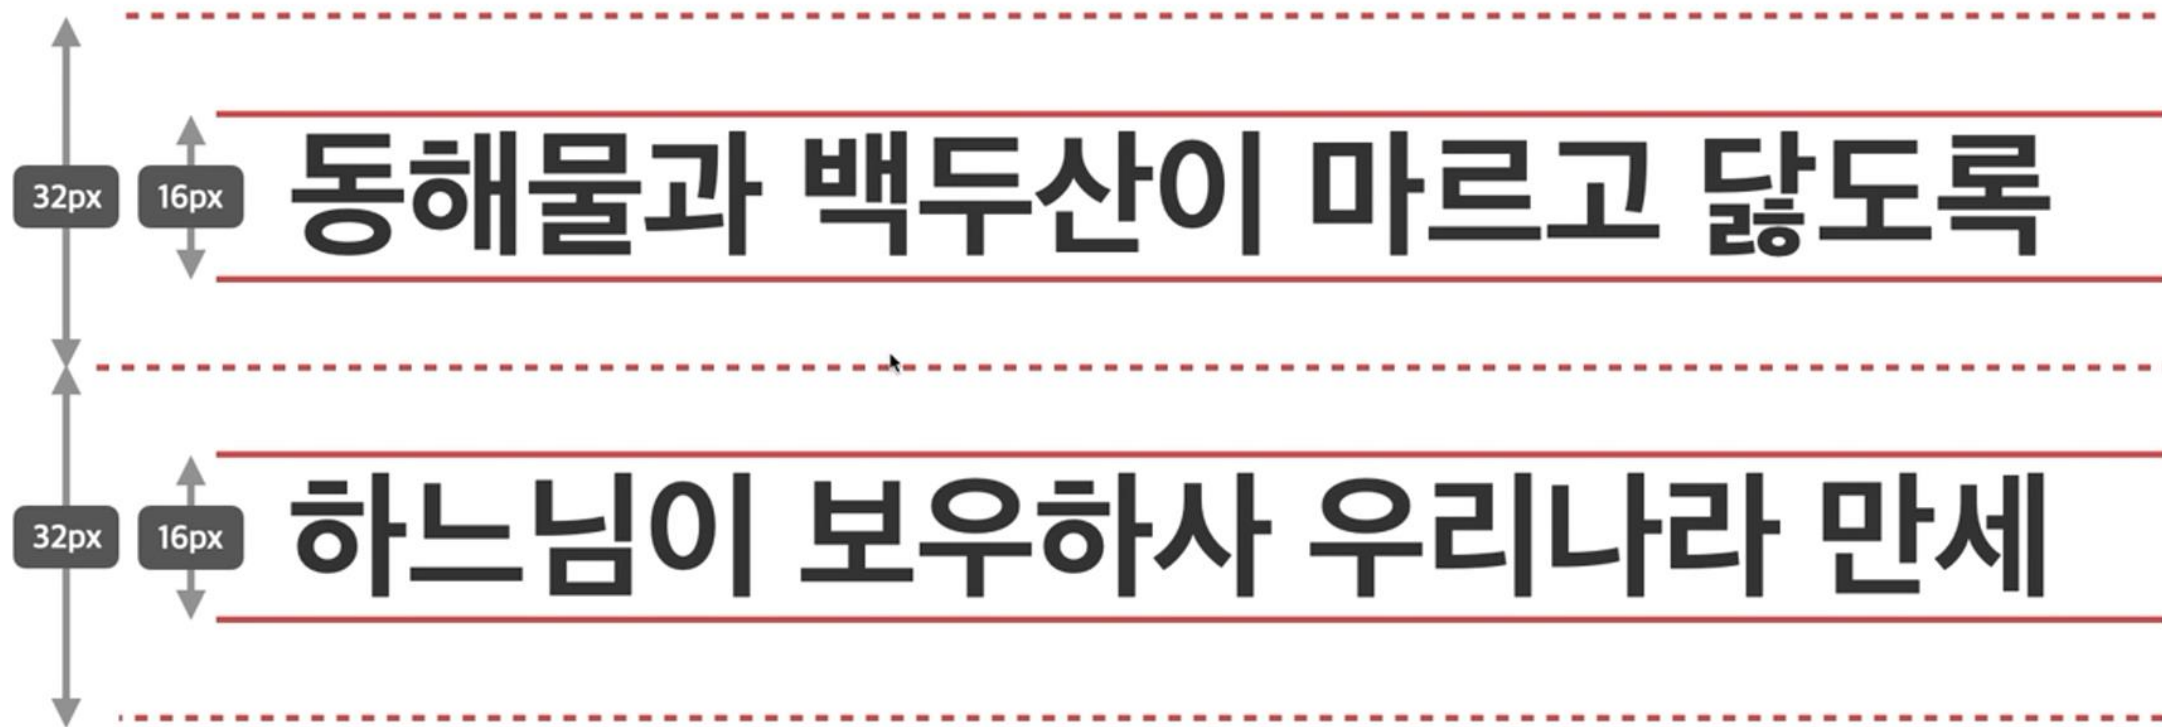 32px 16px 동해물과 백두산이 마르고 닳도록
32px 16px 하느님이 보우하사 우리나라 만세